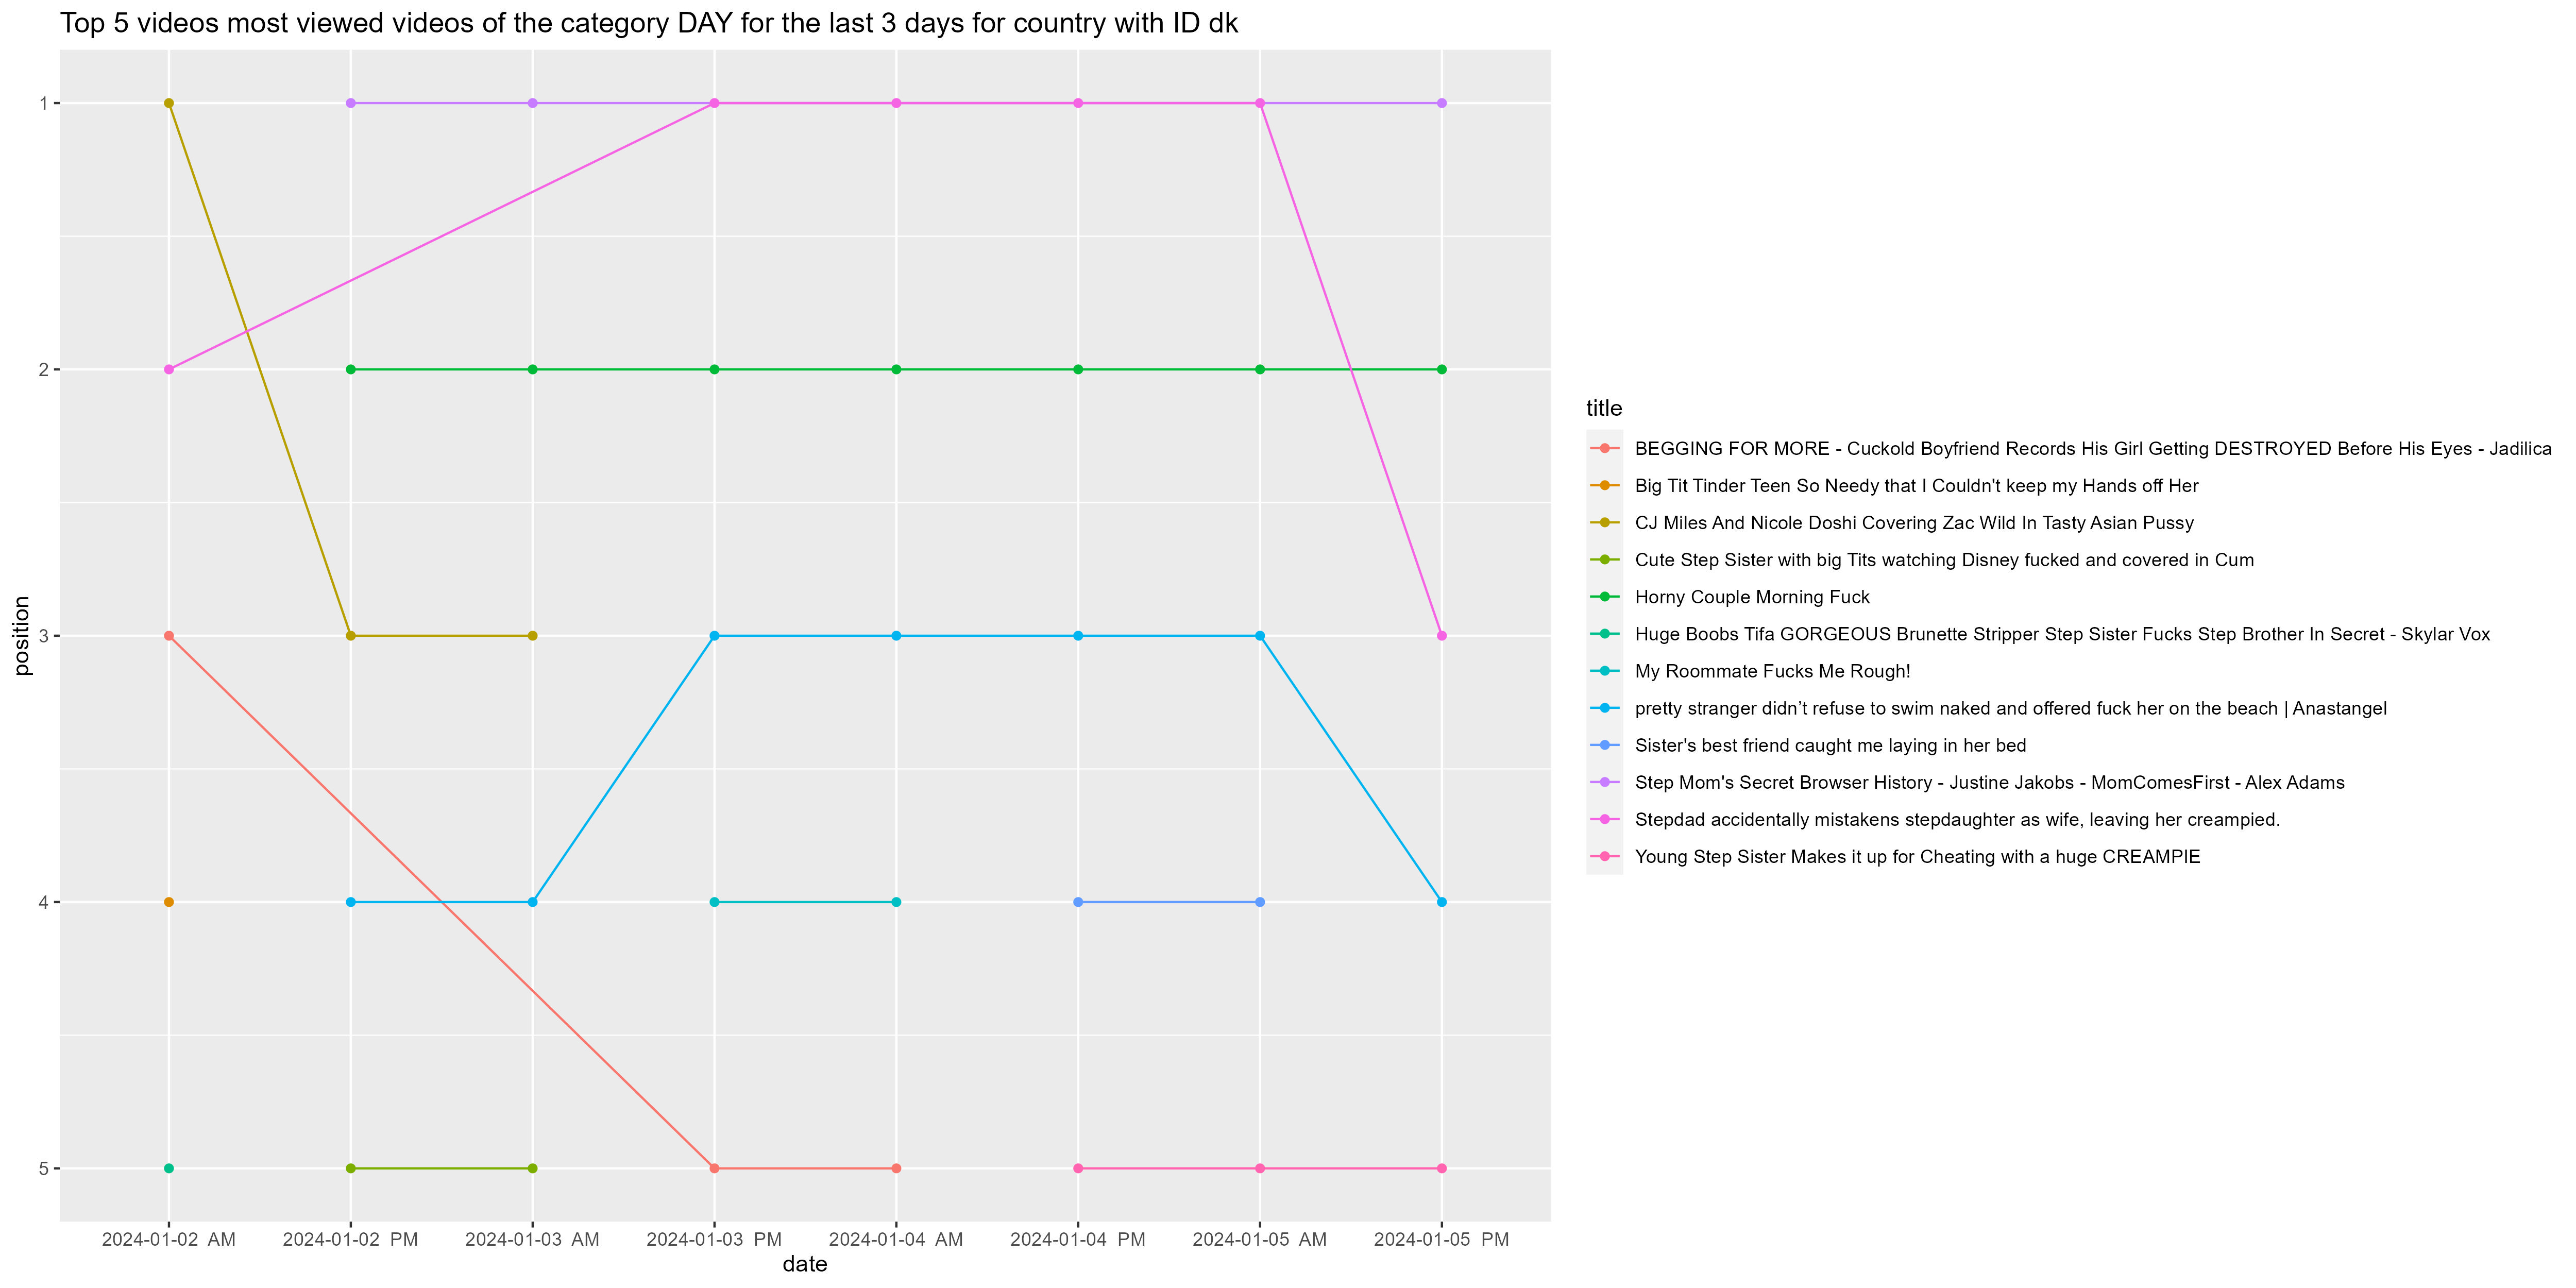 Top 5 videos most viewed videos of the category DAY for the last 3 days for country with ID dk
position
1
2
3
4
5
2024-01-02 AM
2024-01-02 PM
2024-01-03 AM
2024-01-03 PM
2024-01-04 AM
2024-01-04 PM
2024-01-05 AM
2024-01-05 PM
date
title
BEGGING FOR MORE - Cuckold Boyfriend Records His Girl Getting DESTROYED Before His Eyes - Jadilica
Big Tit Tinder Teen So Needy that I Couldn't keep my Hands off Her
CJ Miles And Nicole Doshi Covering Zac Wild In Tasty Asian Pussy
Cute Step Sister with big Tits watching Disney fucked and covered in Cum
Horny Couple Morning Fuck
Huge Boobs Tifa GORGEOUS Brunette Stripper Step Sister Fucks Step Brother In Secret - Skylar Vox
My Roommate Fucks Me Rough!
pretty stranger didn’t refuse to swim naked and offered fuck her on the beach | Anastangel
Sister's best friend caught me laying in her bed
Step Mom's Secret Browser History - Justine Jakobs - MomComesFirst - Alex Adams
Stepdad accidentally mistakens stepdaughter as wife, leaving her creampied.
Young Step Sister Makes it up for Cheating with a huge CREAMPIE